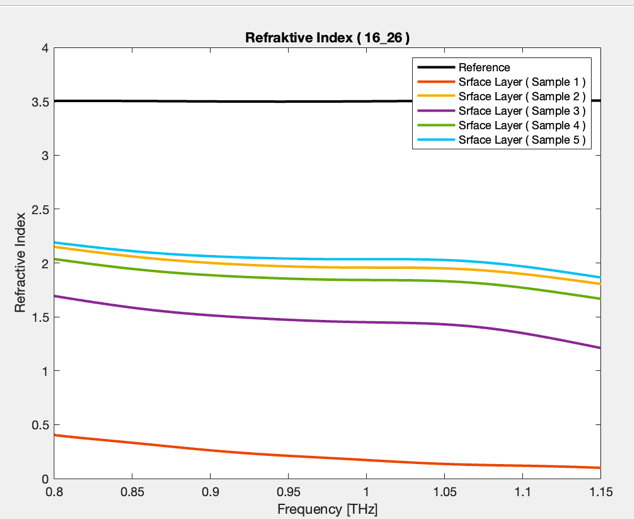 Refraktive Index ( 16_26 )
4
3.5
3
2.5
2
1.5
1
0.5
0
Refractive Index
Reference
Srface Layer ( Sample 1 )
Srface Layer ( Sample 2 )
Srface Layer ( Sample 3 )
Srface Layer ( Sample 4 )
Srface Layer ( Sample 5 )
0.8 0.85 0.9 0.95 1 1.05 1.1 1.15
Frequency [THz]